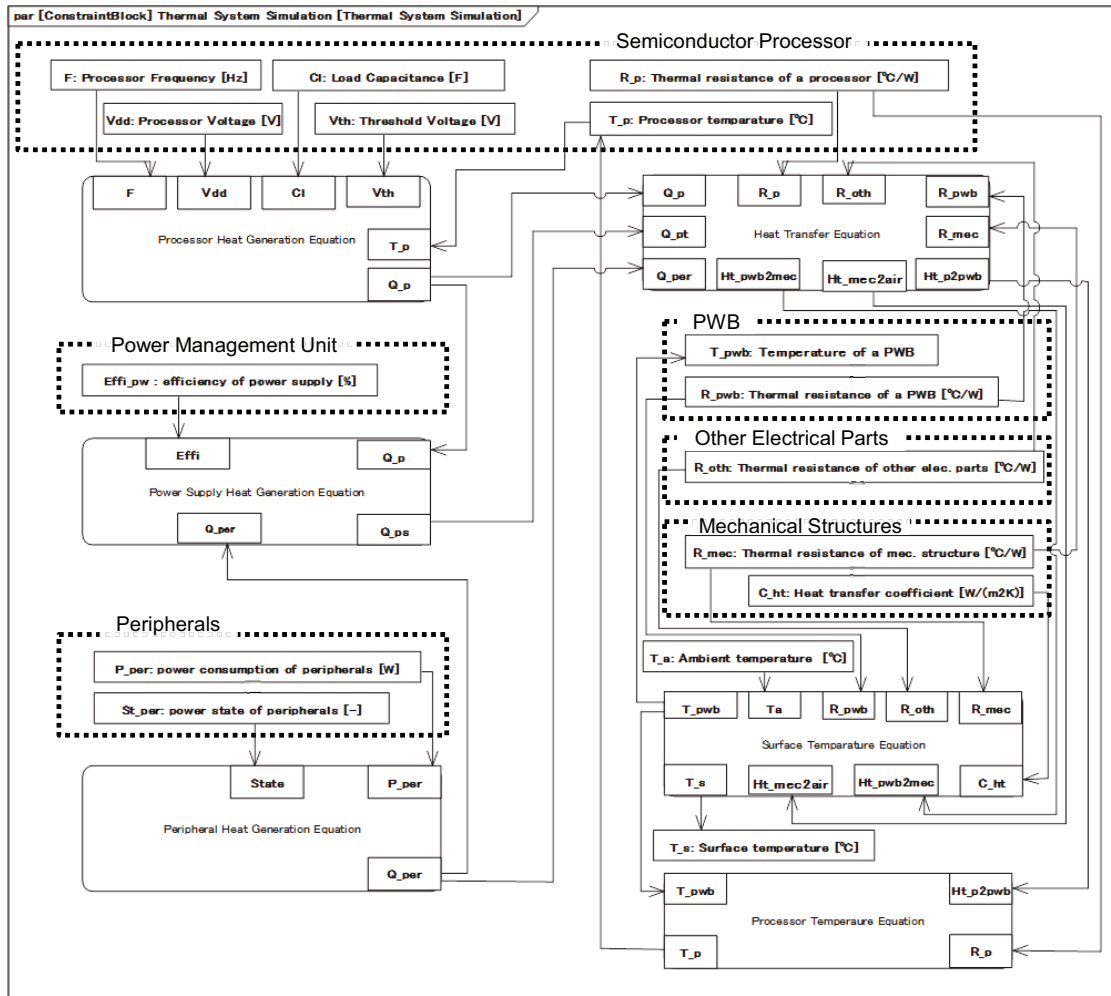 par [ConstraintBlock] Thermal System Simulation [Thermal System Simulation]
Semiconductor Processor
F: Processor Frequency [Hz]
Cl: Load Capacitance [F]
R_p: Thermal resistance of a processor [℃/W]
Vdd: Processor Voltage [V]
Vth: Threshold Voltage [V]
T_p: Processor temparature [℃]
F
Vdd
Cl
Vth
Processor Heat Generation Equation
T_p
Q_p
Q_p
R_p
R_oth
R_pwb
Q_pt
Heat Transfer Equation
R_mec
Q_per
Ht_pwb2mec
Ht_mec2air
Ht_p2pwb
Power Management Unit
Effi_pw : efficiency of power supply [%]
Effi
Q_p
Power Supply Heat Generation Equation
Q_per
Q_ps
PWB
T_pwb: Temperature of a PWB
R_pwb: Thermal resistance of a PWB [℃/W]
Other Electrical Parts
R_oth: Thermal resistance of other elec. parts [℃/W]
Mechanical Structures
R_mec: Thermal resistance of mec. structure [℃/W]
C_ht: Heat transfer coefficient [W/(m2K)]
Peripherals
P_per: power consumption of peripherals [W]
St_per: power state of peripherals [-]
State
P_per
Peripheral Heat Generation Equation
Q_per
T_a: Ambient temperature [℃]
T_pwb
Ta
R_pwb
R_oth
R_mec
Surface Temparature Equation
T_s
Ht_mec2air
Ht_pwb2mec
C_ht
T_s: Surface temperature [℃]
T_pwb
Ht_p2pwb
Processor Temperaure Equation
T_p
R_p